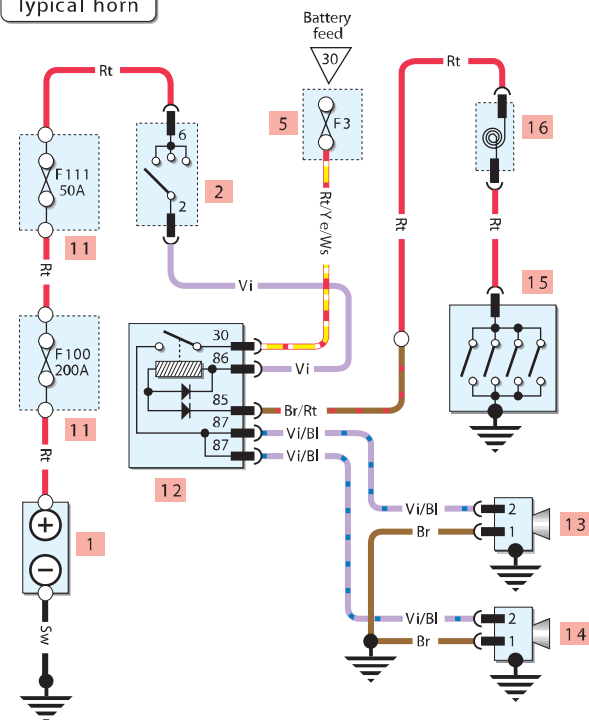 Typical horn
Battery
feed
30
Rt
Rt
5
F3
16
6
F111
50A
2
2
11
Rt
Rt/Ye/Ws
Rt
Rt
15
Vi
30
F100
200A
86
Vi
85
Br/Rt
87
Vi/Bl
11
87
Vi/Bl
Rt
12
Vi/Bl
2
13
1
Br
1
Vi/Bl
2
14
Sw
Br
1